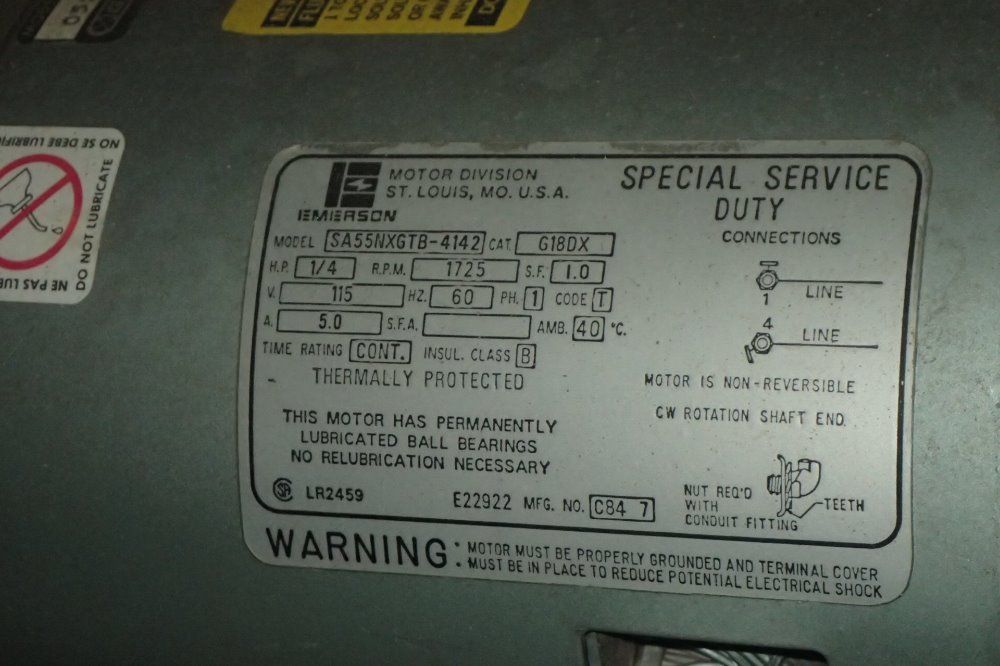 NO SE DEBE
DO NOT LUBRICATE
NE PAS
EMERSON
MOTOR DIVISION
ST. LOUIS, MO. U.S.A.
MODEL SA55NXGTB-4142 CAT. G18DX
H.P. 1/4 R.P.M. 1725 S.F. 1.0
V. 115 HZ. 60 PH. 1 CODE T
A. 5.0 S.F.A. AMB. 40 °C.
TIME RATING CONT. INSUL. CLASS B
THERMALLY PROTECTED
THIS MOTOR HAS PERMANENTLY
LUBRICATED BALL BEARINGS
NO RELUBRICATION NECESSARY
LR2459 E22922 MFG. NO. C84 7
SPECIAL SERVICE
DUTY
CONNECTIONS
1 LINE
4 LINE
MOTOR IS NON-REVERSIBLE
CW ROTATION SHAFT END.
NUT REQ'D
WITH
CONDUIT FITTING
TEETH
WARNING: MOTOR MUST BE PROPERLY GROUNDED AND TERMINAL COVER
MUST BE IN PLACE TO REDUCE POTENTIAL ELECTRICAL SHOCK